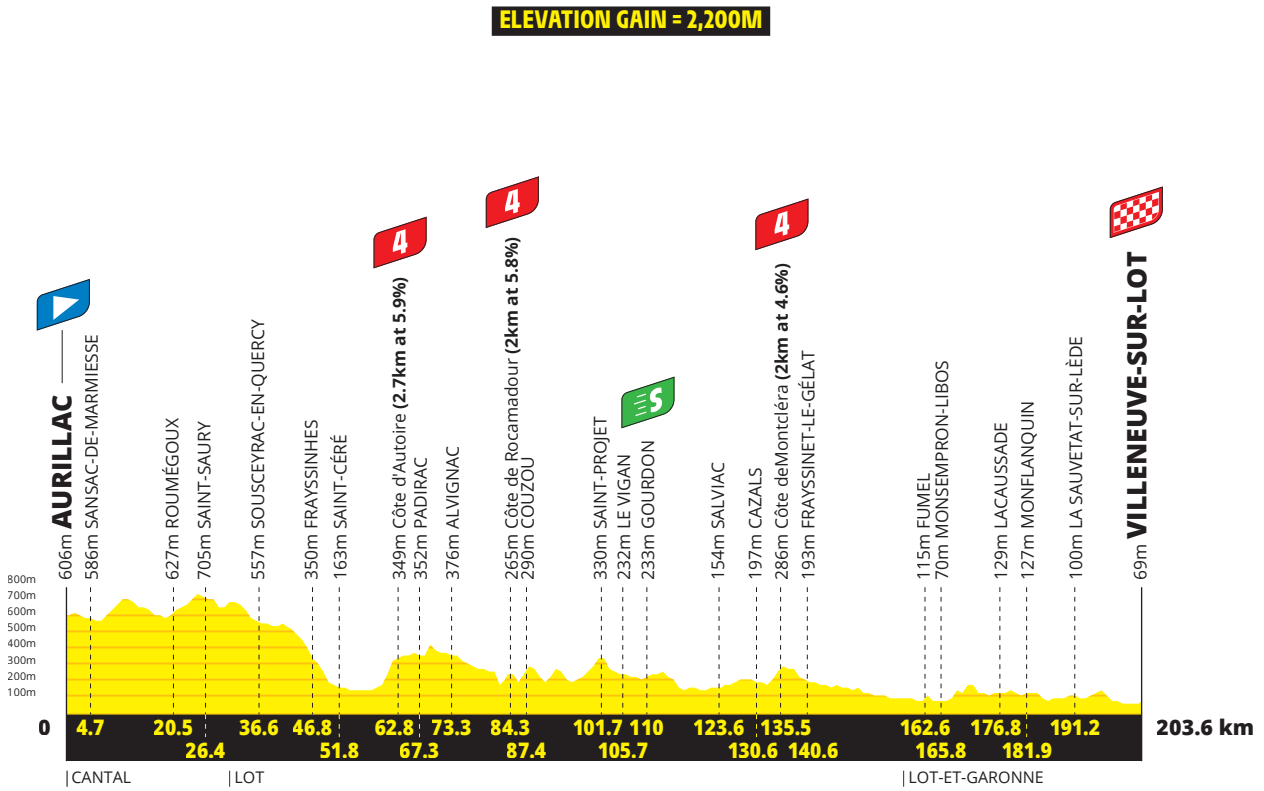 ELEVATION GAIN = 2,200M
4
4
4
S
606m AURILLAC
586m SANSAC-DE-MARMIESSE
627m ROUMÉGOUX
705m SAINT-SAURY
557m SOUSCEYRAC-EN-QUERCY
350m FRAYSSINHES
163m SAINT-CÉRÉ
349m Côte d'Autoire (2.7km at 5.9%)
352m PADIRAC
376m ALVIGNAC
265m Côte de Rocamadour (2km at 5.8%)
290m COUZOU
330m SAINT-PROJET
232m LE VIGAN
233m GOURDON
154m SALVIAC
197m CAZALS
286m Côte deMontcléra (2km at 4.6%)
193m FRAYSSINET-LE-GÉLAT
115m FUMEL
70m MONSEMPRON-LIBOS
129m LACAUSSADE
127m MONFLANQUIN
100m LA SAUVETAT-SUR-LÈDE
69m VILLENEUVE-SUR-LOT
800m
700m
600m
500m
400m
300m
200m
100m
0 4.7 20.5 36.6 46.8 62.8 73.3 84.3 101.7 110 123.6 135.5 162.6 176.8 191.2 203.6 km
26.4 51.8 67.3 87.4 105.7 130.6 140.6 165.8 181.9
|CANTAL |LOT |LOT-ET-GARONNE